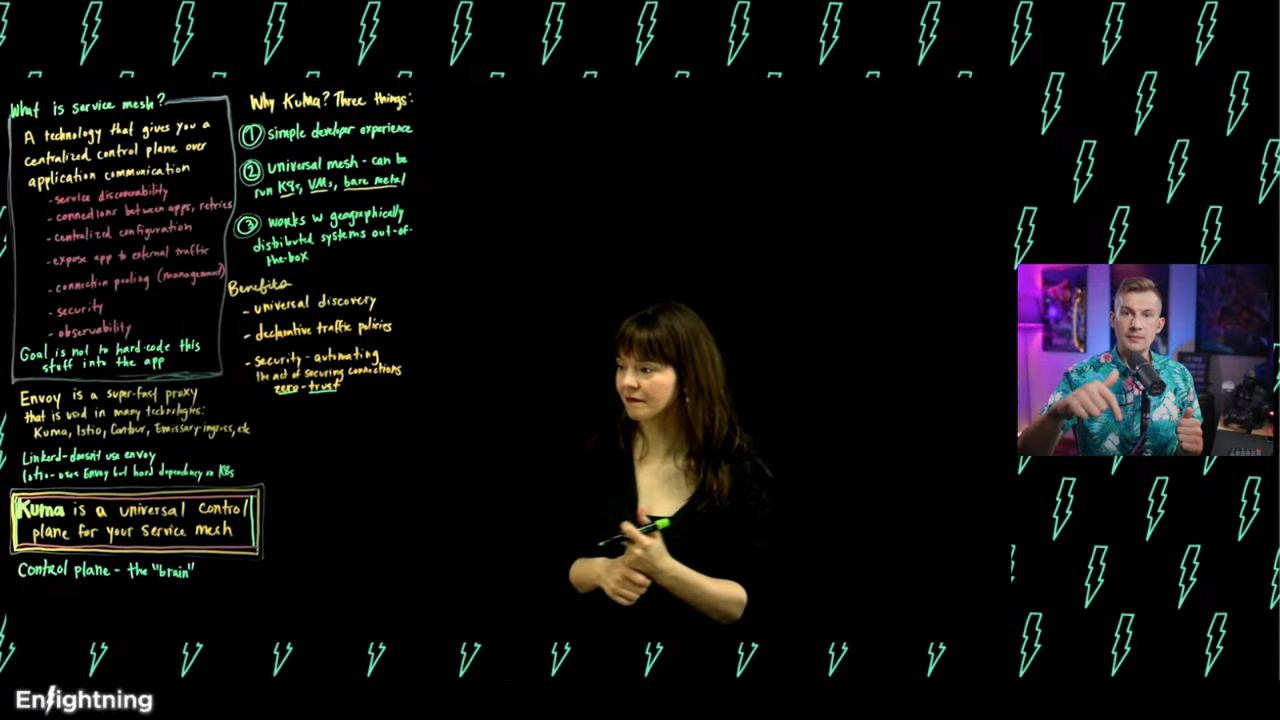 What is service mesh?
A technology that gives you a
centralized control plane over
application communication
- service discoverability
- connections between apps, retries
- centralized configuration
- expose app to external traffic
- connection pooling (management)
- security
- observability
Goal is not to hard-code this
stuff into the app
Envoy is a super-fast proxy
that is used in many technologies:
Kuma, Istio, Contour, Emissary-ingress, etc
Linkerd - doesn't use envoy
Istio - uses Envoy but hard dependency on K8s
Kuma is a universal control
plane for your service mesh
Control plane - the "brain"
Why Kuma? Three things:
1 simple developer experience
2 universal mesh - can be
run K8s, VMs, bare metal
3 works w geographically
distributed systems out-of-
the-box
Benefits
- universal discovery
- declarative traffic policies
- security - automating
the act of securing connections
zero-trust
Enlightning